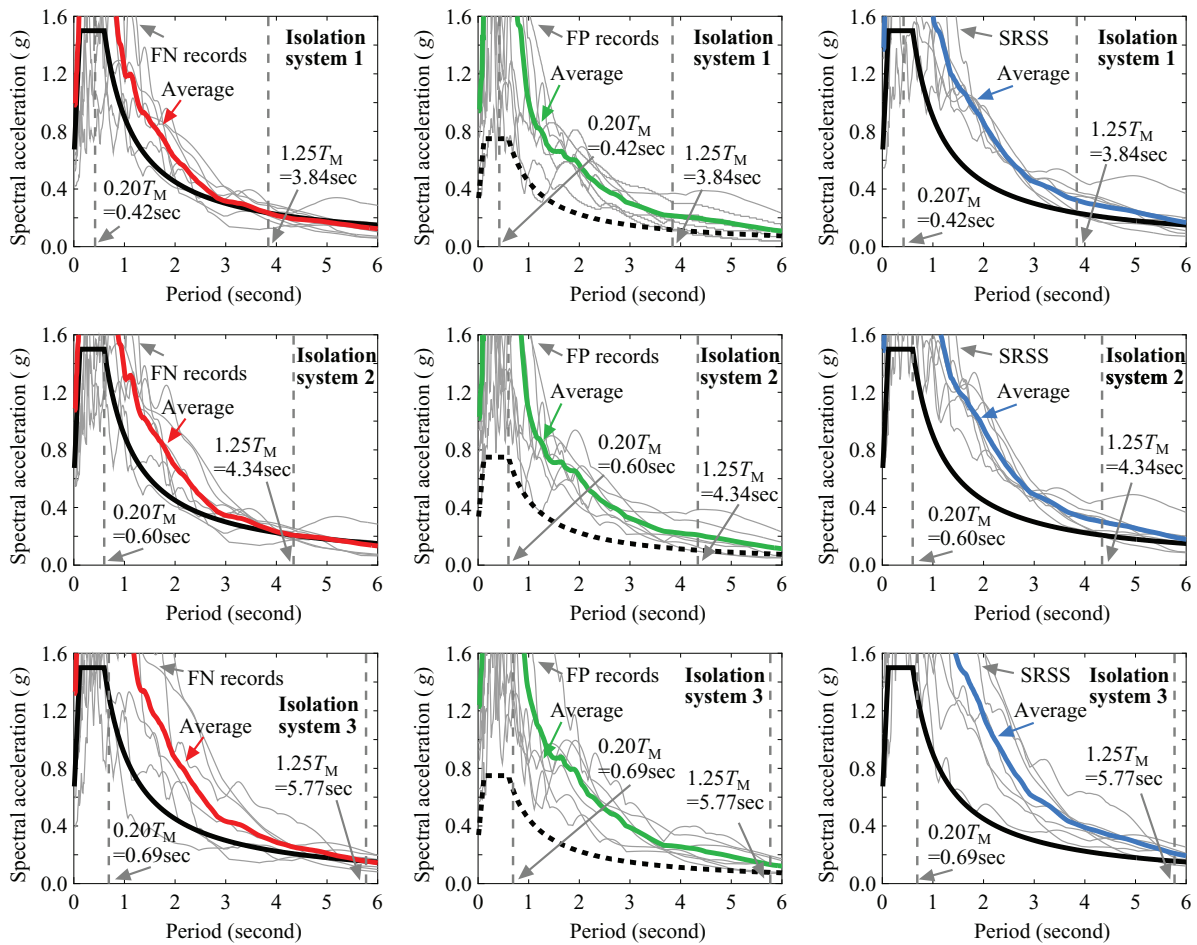 1.6
1.2
0.8
0.4
0.0
Spectral acceleration ( g)
FN records
Isolation
system 1
Average
1.25TM
=3.84sec
0.20TM
=0.42sec
0 1 2 3 4 5 6
Period (second)
1.6
1.2
0.8
0.4
0.0
Spectral acceleration ( g)
FP records
Isolation
system 1
Average
0.20TM
=0.42sec
1.25TM
=3.84sec
0 1 2 3 4 5 6
Period (second)
1.6
1.2
0.8
0.4
0.0
Spectral acceleration ( g)
SRSS
Isolation
system 1
Average
1.25TM
=3.84sec
0.20TM
=0.42sec
0 1 2 3 4 5 6
Period (second)
1.6
1.2
0.8
0.4
0.0
Spectral acceleration ( g)
FN records
Isolation
system 2
Average
1.25TM
=4.34sec
0.20TM
=0.60sec
0 1 2 3 4 5 6
Period (second)
1.6
1.2
0.8
0.4
0.0
Spectral acceleration ( g)
FP records
Isolation
system 2
Average
0.20TM
=0.60sec
1.25TM
=4.34sec
0 1 2 3 4 5 6
Period (second)
1.6
1.2
0.8
0.4
0.0
Spectral acceleration ( g)
SRSS
Isolation
system 2
Average
1.25TM
=4.34sec
0.20TM
=0.60sec
0 1 2 3 4 5 6
Period (second)
1.6
1.2
0.8
0.4
0.0
Spectral acceleration ( g)
FN records
Isolation
system 3
Average
1.25TM
=5.77sec
0.20TM
=0.69sec
0 1 2 3 4 5 6
Period (second)
1.6
1.2
0.8
0.4
0.0
Spectral acceleration ( g)
FP records
Isolation
system 3
Average
0.20TM
=0.69sec
1.25TM
=5.77sec
0 1 2 3 4 5 6
Period (second)
1.6
1.2
0.8
0.4
0.0
Spectral acceleration ( g)
SRSS
Isolation
system 3
Average
1.25TM
=5.77sec
0.20TM
=0.69sec
0 1 2 3 4 5 6
Period (second)